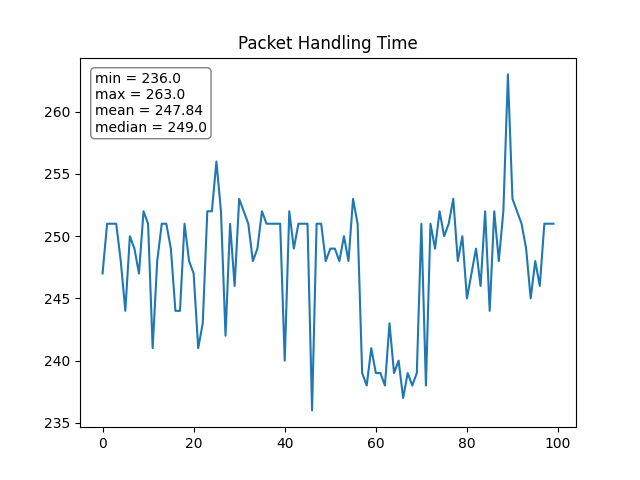 Packet Handling Time
min = 236.0
max = 263.0
mean = 247.84
median = 249.0
260
255
250
245
240
235
0 20 40 60 80 100